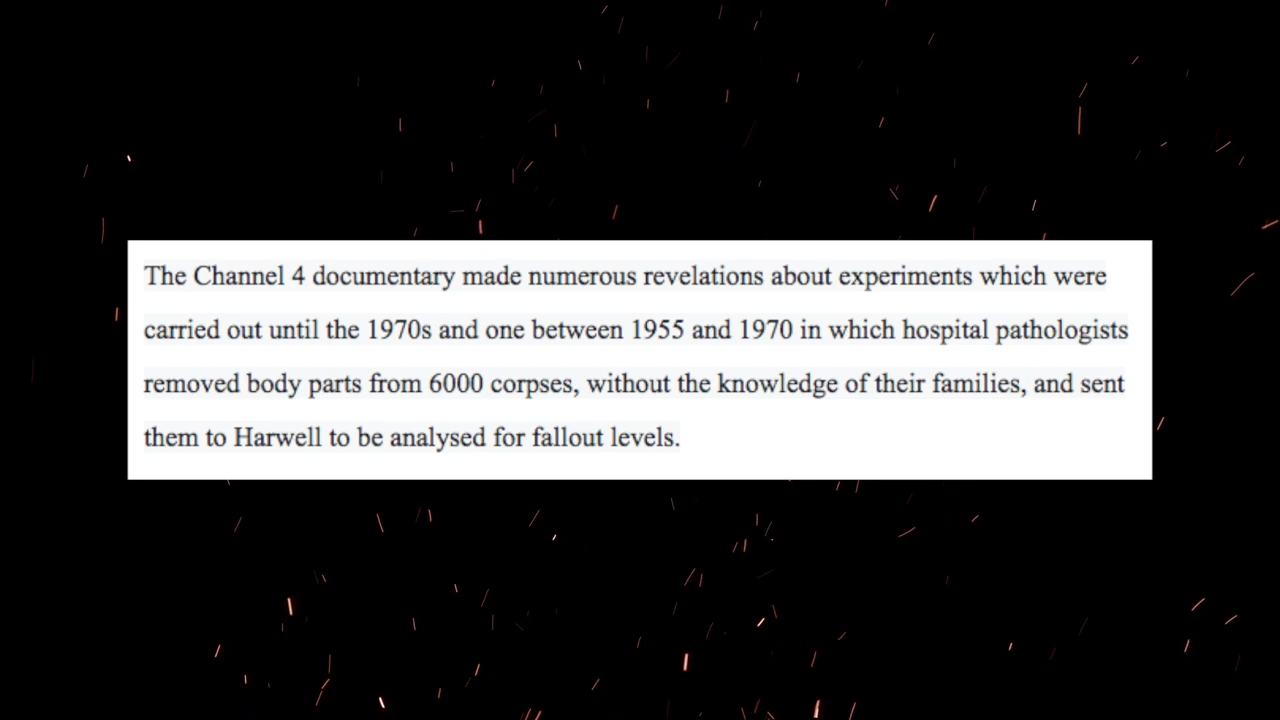 The Channel 4 documentary made numerous revelations about experiments which were
carried out until the 1970s and one between 1955 and 1970 in which hospital pathologists
removed body parts from 6000 corpses, without the knowledge of their families, and sent
them to Harwell to be analysed for fallout levels.